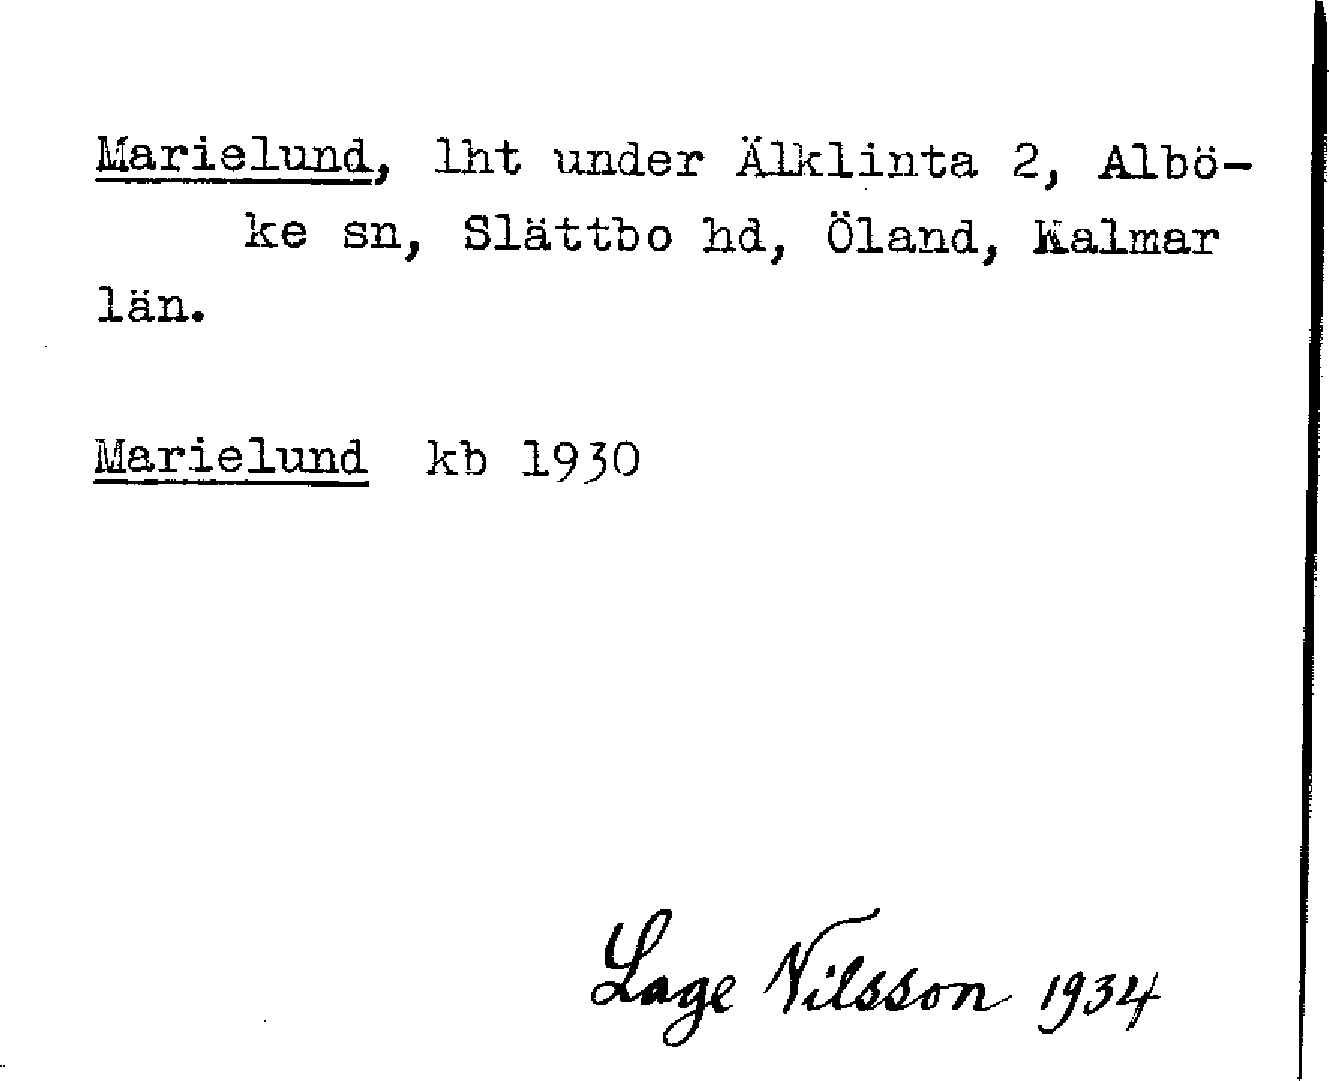 Marielund, lht under Älklinta 2, Albö-
ke sn, Slättbo hd, Öland, Kalmar
län.
Marielund kb 1930
Lage Nilsson 1934